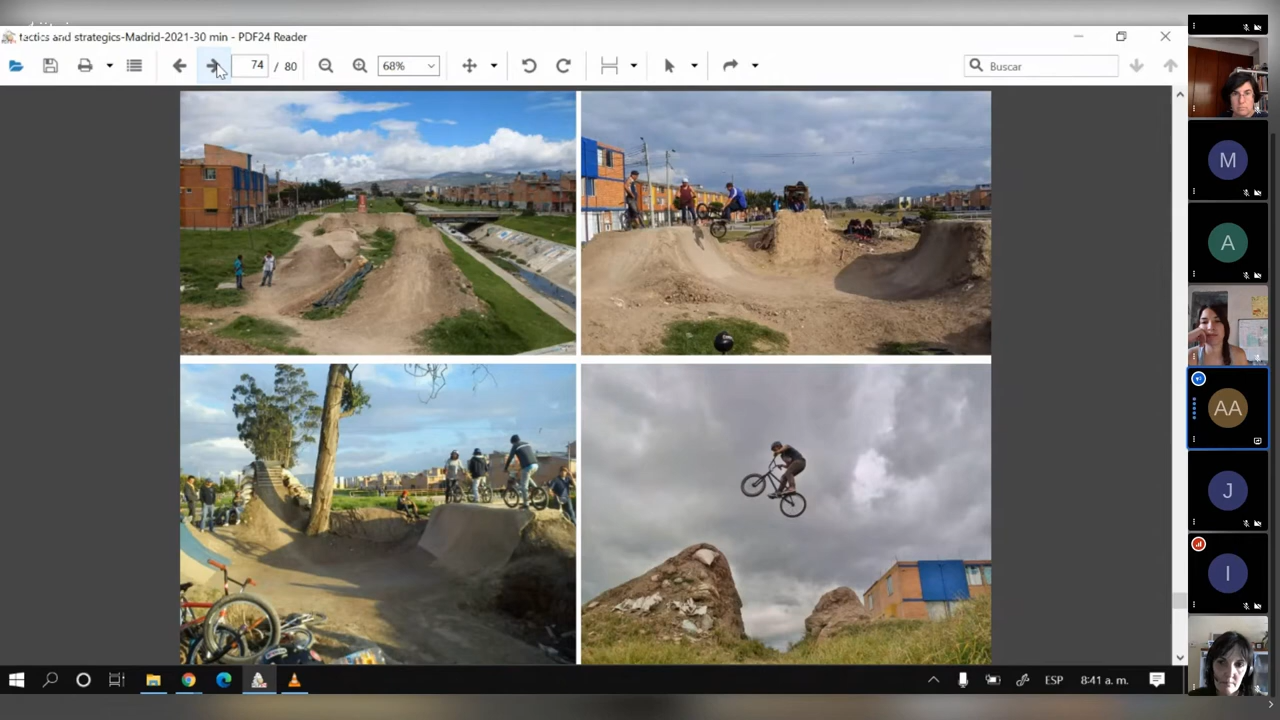 tactics and strategics-Madrid-2021-30 min - PDF24 Reader
74 / 80
68%
Buscar
M
A
AA
J
I
ESP
8:41 a. m.